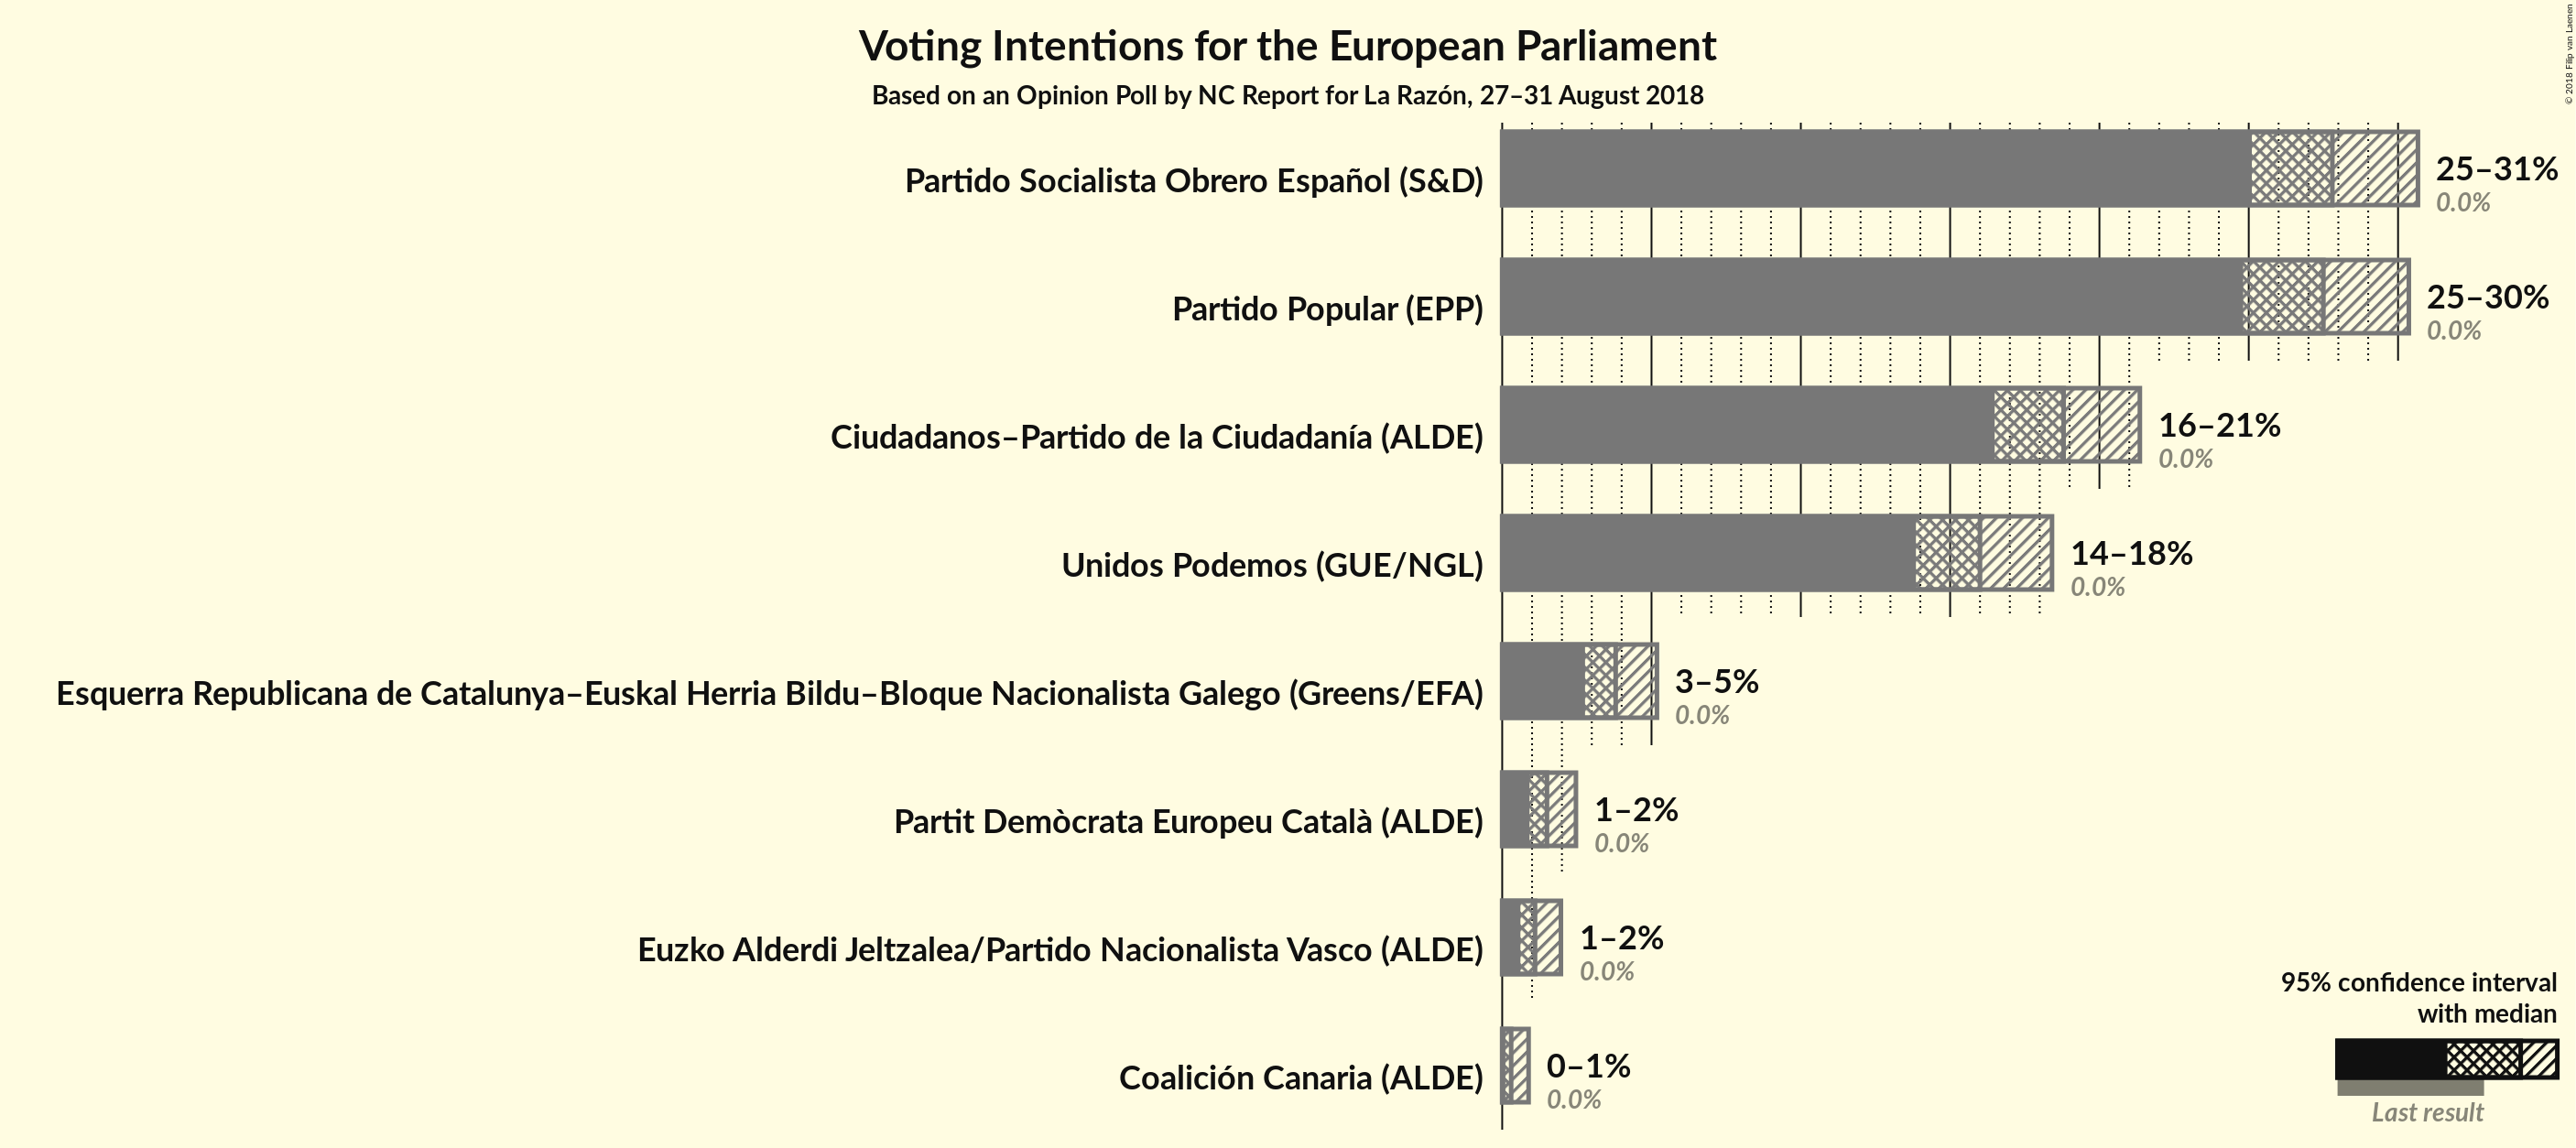 Voting Intentions for the European Parliament
Based on an Opinion Poll by NC Report for La Razón, 27–31 August 2018
© 2018 Filip van Laenen
Partido Socialista Obrero Español (S&D)
25–31%
0.0%
Partido Popular (EPP)
25–30%
0.0%
Ciudadanos–Partido de la Ciudadanía (ALDE)
16–21%
0.0%
Unidos Podemos (GUE/NGL)
14–18%
0.0%
Esquerra Republicana de Catalunya–Euskal Herria Bildu–Bloque Nacionalista Galego (Greens/EFA)
3–5%
0.0%
Partit Demòcrata Europeu Català (ALDE)
1–2%
0.0%
Euzko Alderdi Jeltzalea/Partido Nacionalista Vasco (ALDE)
1–2%
0.0%
Coalición Canaria (ALDE)
0–1%
0.0%
95% confidence interval
with median
Last result